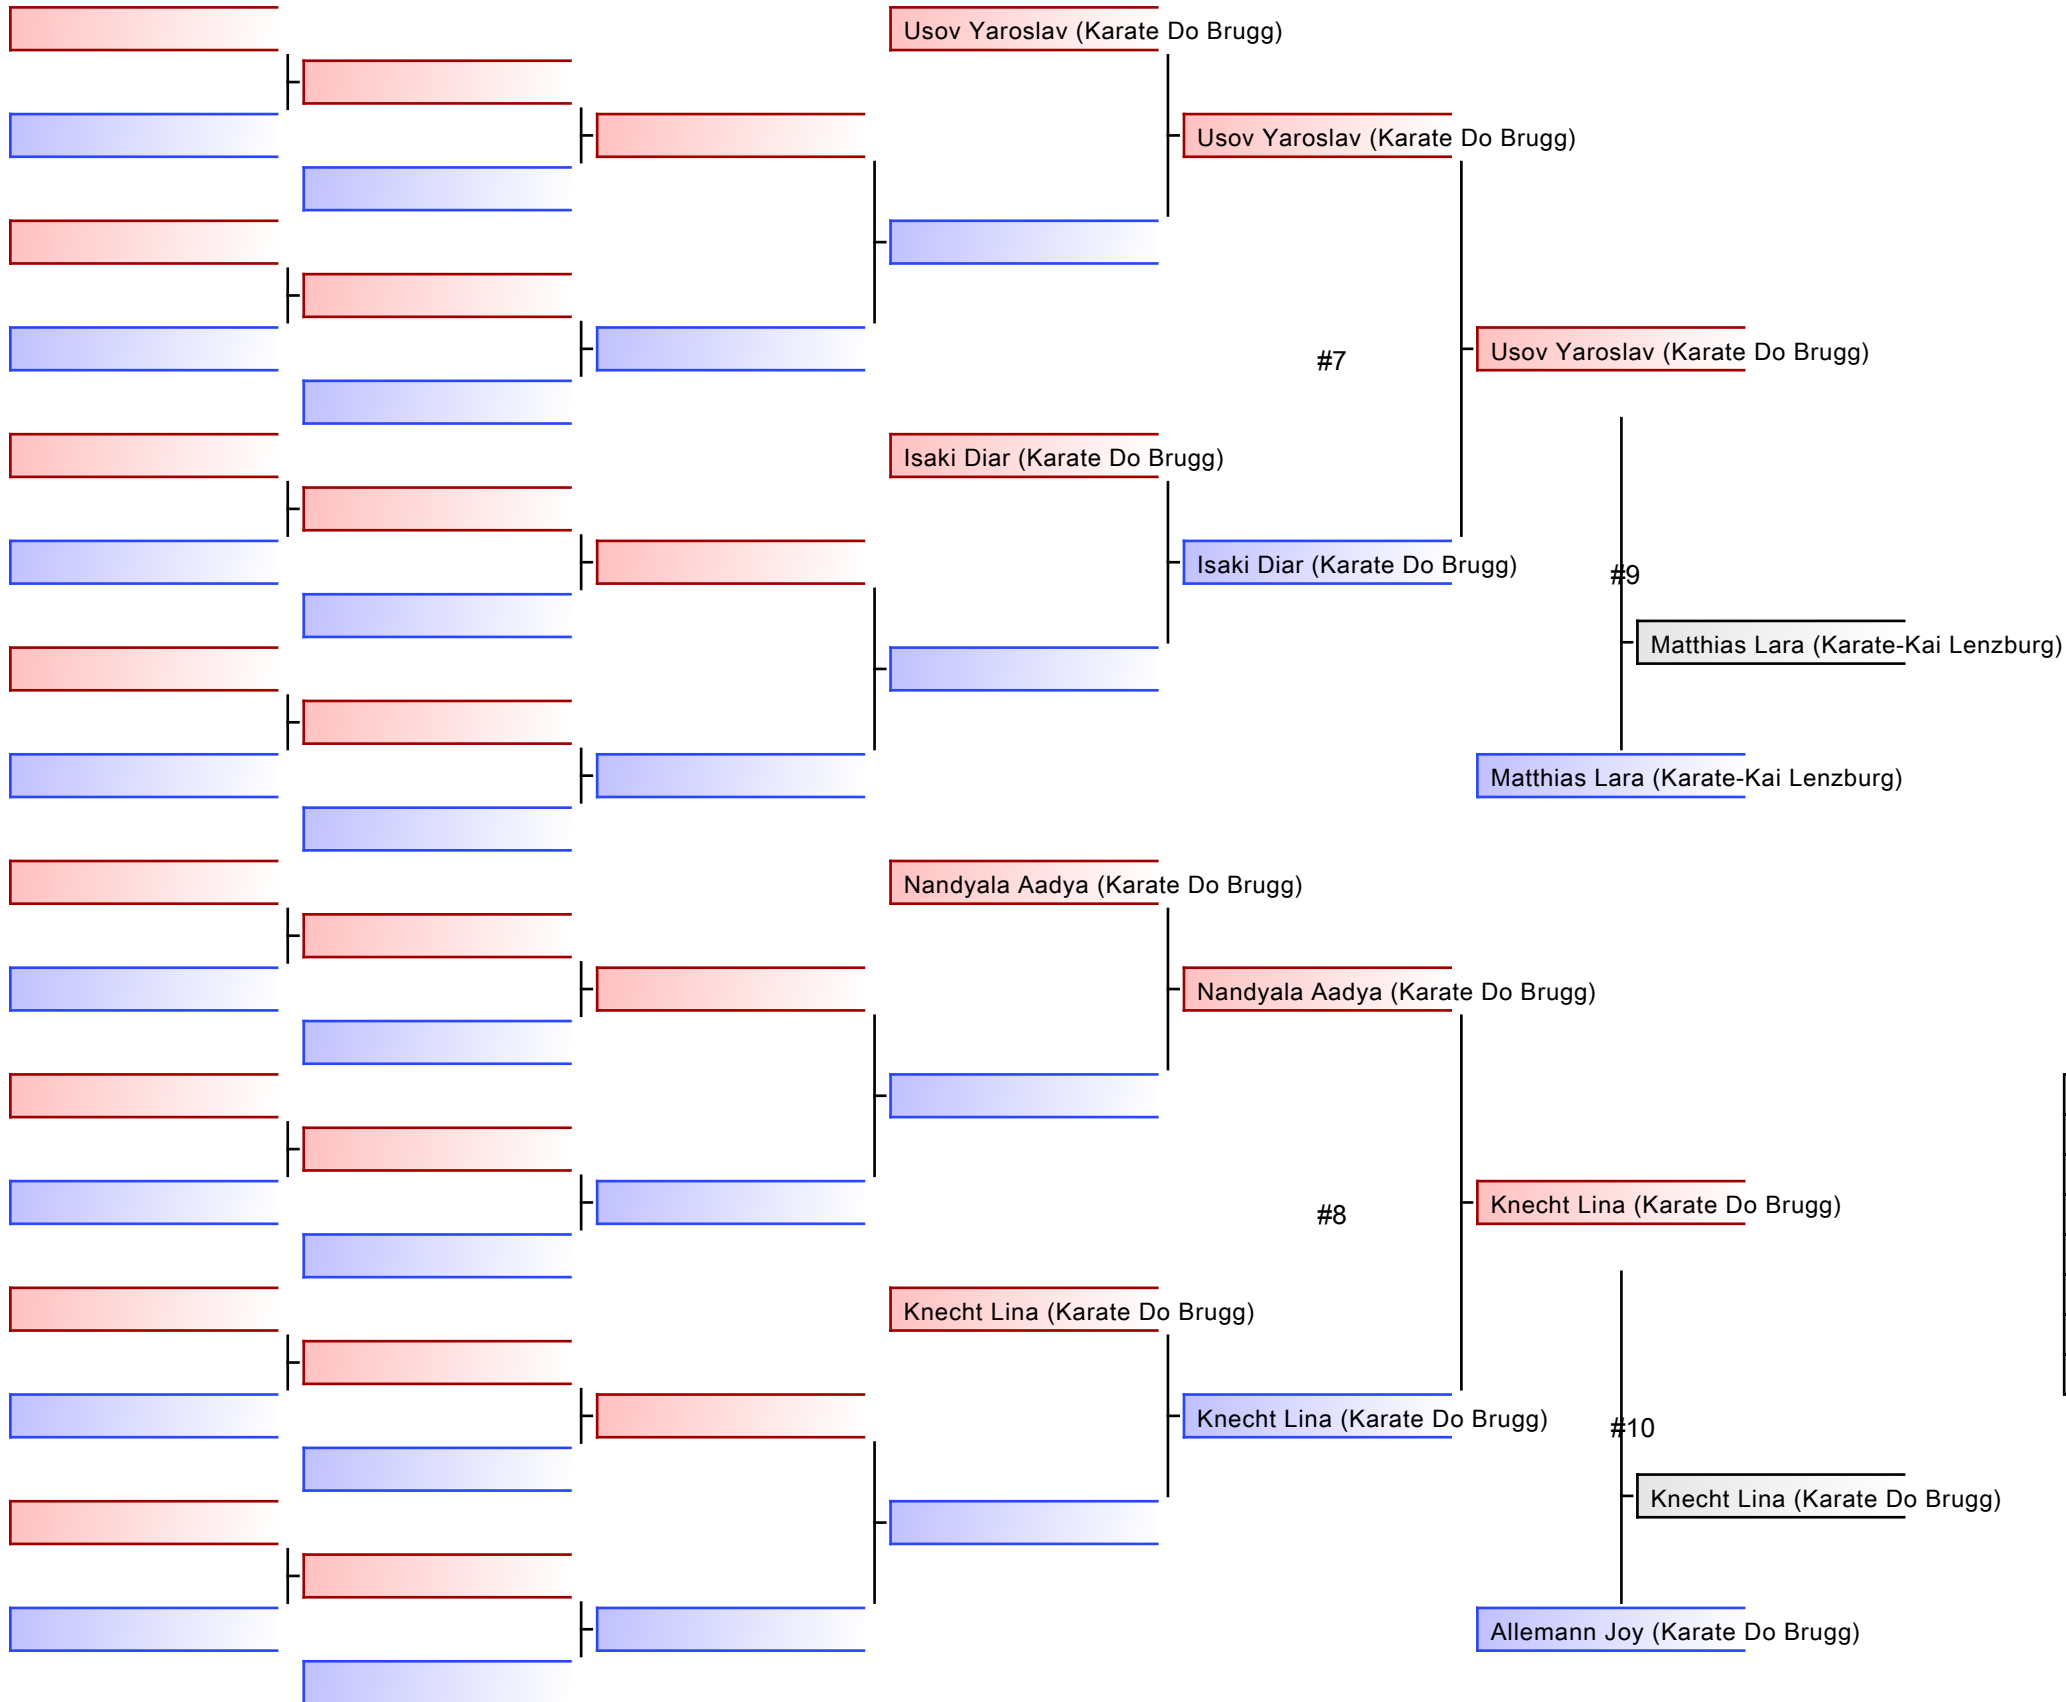 Usov Yaroslav (Karate Do Brugg)
Usov Yaroslav (Karate Do Brugg)
Usov Yaroslav (Karate Do Brugg)
#7
Isaki Diar (Karate Do Brugg)
Isaki Diar (Karate Do Brugg)
#9
Matthias Lara (Karate-Kai Lenzburg)
Matthias Lara (Karate-Kai Lenzburg)
Nandyala Aadya (Karate Do Brugg)
Nandyala Aadya (Karate Do Brugg)
Knecht Lina (Karate Do Brugg)
#8
Knecht Lina (Karate Do Brugg)
Knecht Lina (Karate Do Brugg)
#10
Knecht Lina (Karate Do Brugg)
Allemann Joy (Karate Do Brugg)